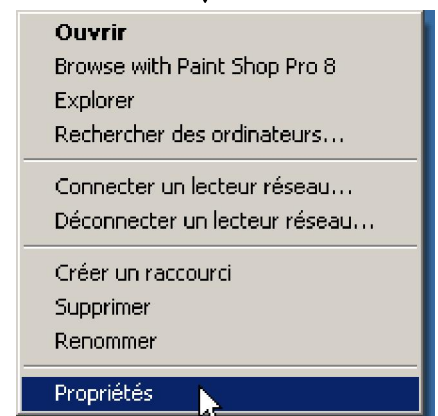 Ouvrir
Browse with Paint Shop Pro 8
Explorer
Rechercher des ordinateurs...
Connecter un lecteur réseau...
Déconnecter un lecteur réseau...
Créer un raccourci
Supprimer
Renommer
Propriétés